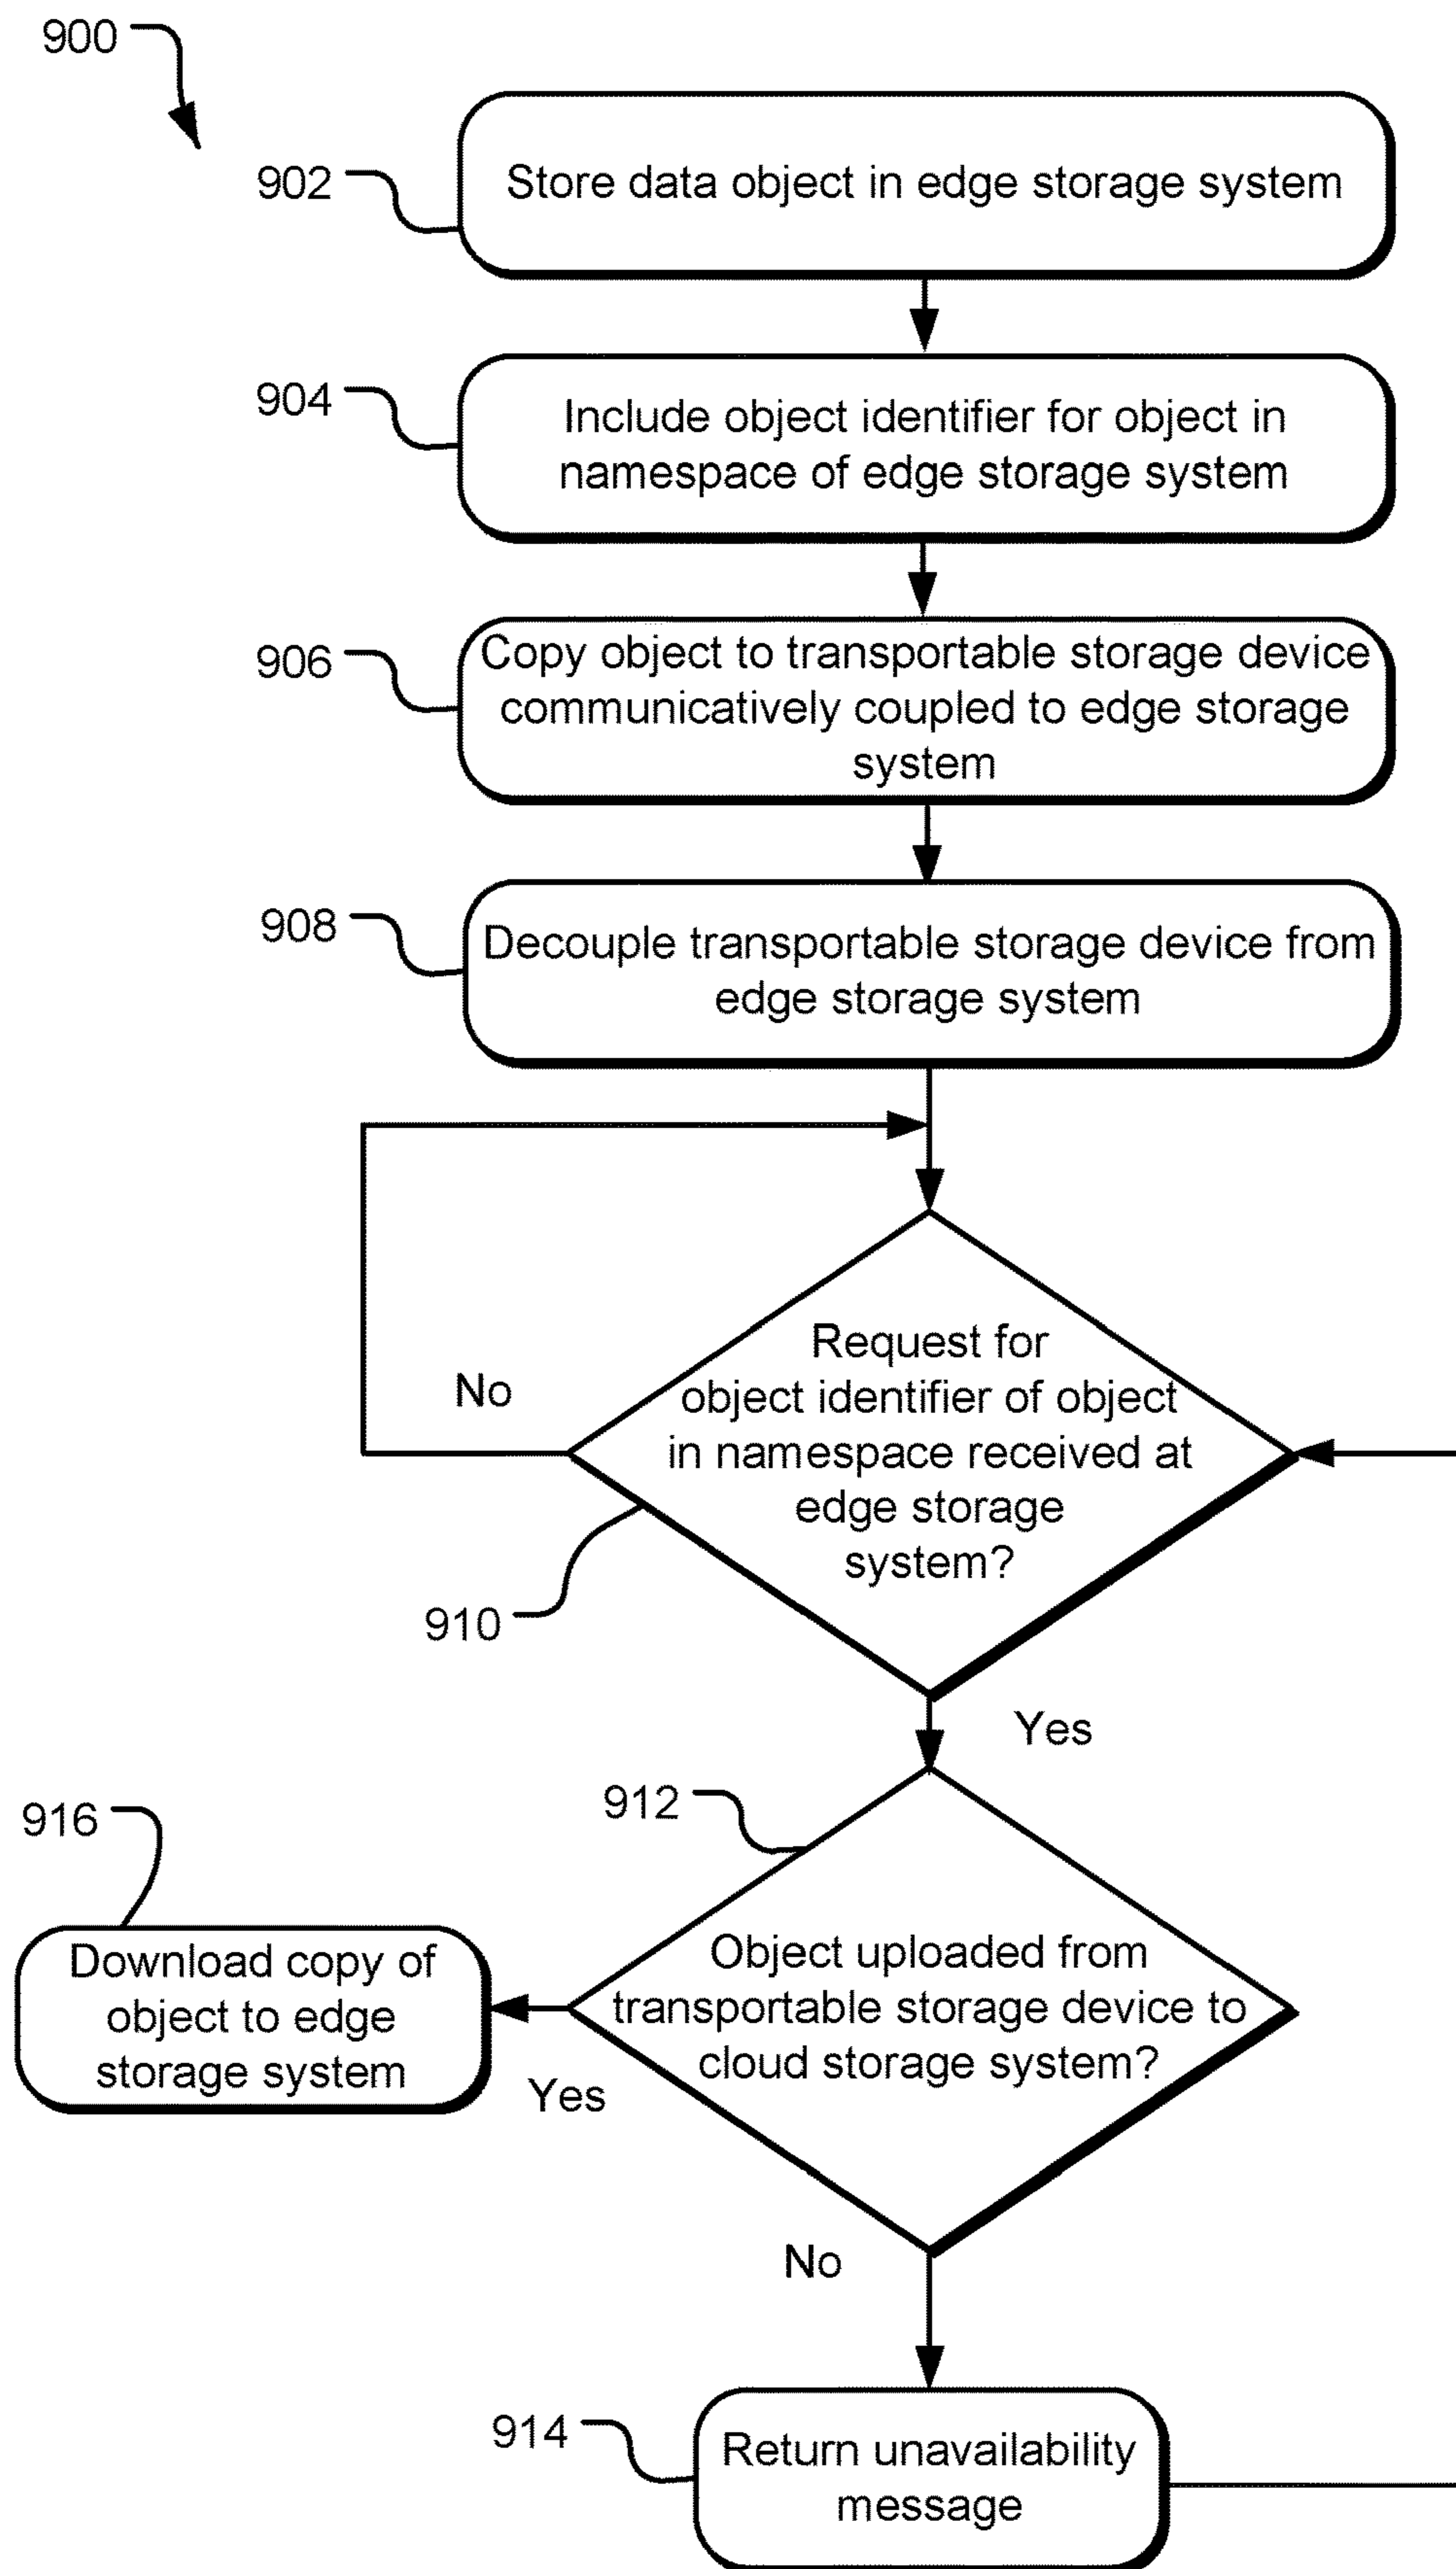 900
902
Store data object in edge storage system
904
Include object identifier for object in
namespace of edge storage system
906
Copy object to transportable storage device
communicatively coupled to edge storage
system
908
Decouple transportable storage device from
edge storage system
Request for
object identifier of object
in namespace received at
edge storage
system?
No
910
Yes
912
916
Object uploaded from
transportable storage device to
cloud storage system?
Download copy of
object to edge
storage system
Yes
No
914
Return unavailability
message